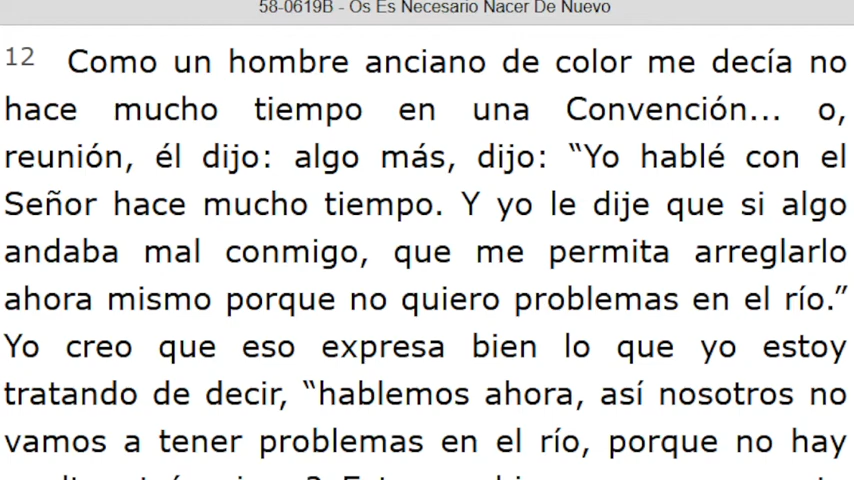 58-0619B - Os Es Necesario Nacer De Nuevo
12 Como un hombre anciano de color me decía no
hace mucho tiempo en una Convención... o,
reunión, él dijo: algo más, dijo: “Yo hablé con el
Señor hace mucho tiempo. Y yo le dije que si algo
andaba mal conmigo, que me permita arreglarlo
ahora mismo porque no quiero problemas en el río.”
Yo creo que eso expresa bien lo que yo estoy
tratando de decir, “hablemos ahora, así nosotros no
vamos a tener problemas en el río, porque no hay